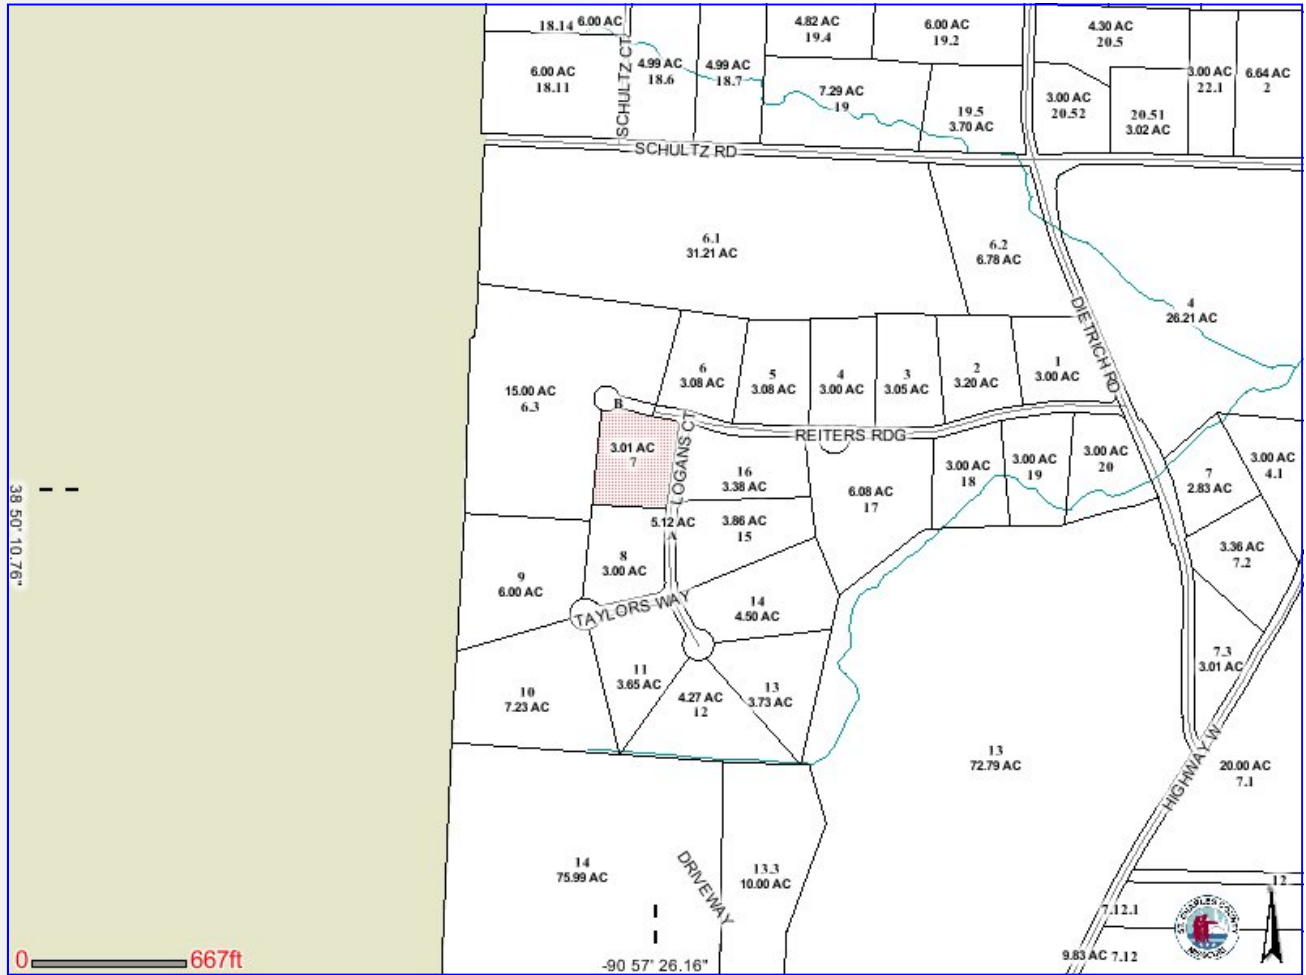 18.14 6.00 AC
4.82 AC
19.4
6.00 AC
19.2
4.30 AC
20.5
6.00 AC
18.11
SCHULTZ CT
4.99 AC
18.6
4.99 AC
18.7
7.29 AC
19
19.5
3.70 AC
3.00 AC
20.52
20.51
3.02 AC
3.00 AC
22.1
6.64 AC
2
SCHULTZ RD
6.1
31.21 AC
6.2
6.78 AC
DIETRICH RD
4
26.21 AC
15.00 AC
6.3
6
3.08 AC
5
3.08 AC
4
3.00 AC
3
3.05 AC
2
3.20 AC
1
3.00 AC
B
REITERS RDG
3.01 AC
7
LOGANS CT
16
3.38 AC
6.08 AC
17
3.00 AC
18
3.00 AC
19
3.00 AC
20
7
2.83 AC
3.00 AC
4.1
38 50' 10.76"
5.12 AC
A
3.86 AC
15
8
3.00 AC
9
6.00 AC
3.36 AC
7.2
TAYLORS WAY
14
4.50 AC
11
3.65 AC
7.3
3.01 AC
10
7.23 AC
4.27 AC
12
13
3.73 AC
13
72.79 AC
HIGHWAY W
20.00 AC
7.1
14
75.99 AC
DRIVEWAY
13.3
10.00 AC
12
7.12.1
ST. CHARLES COUNTY
MISSOURI
9.83 AC 7.12
0 667ft
-90 57' 26.16"